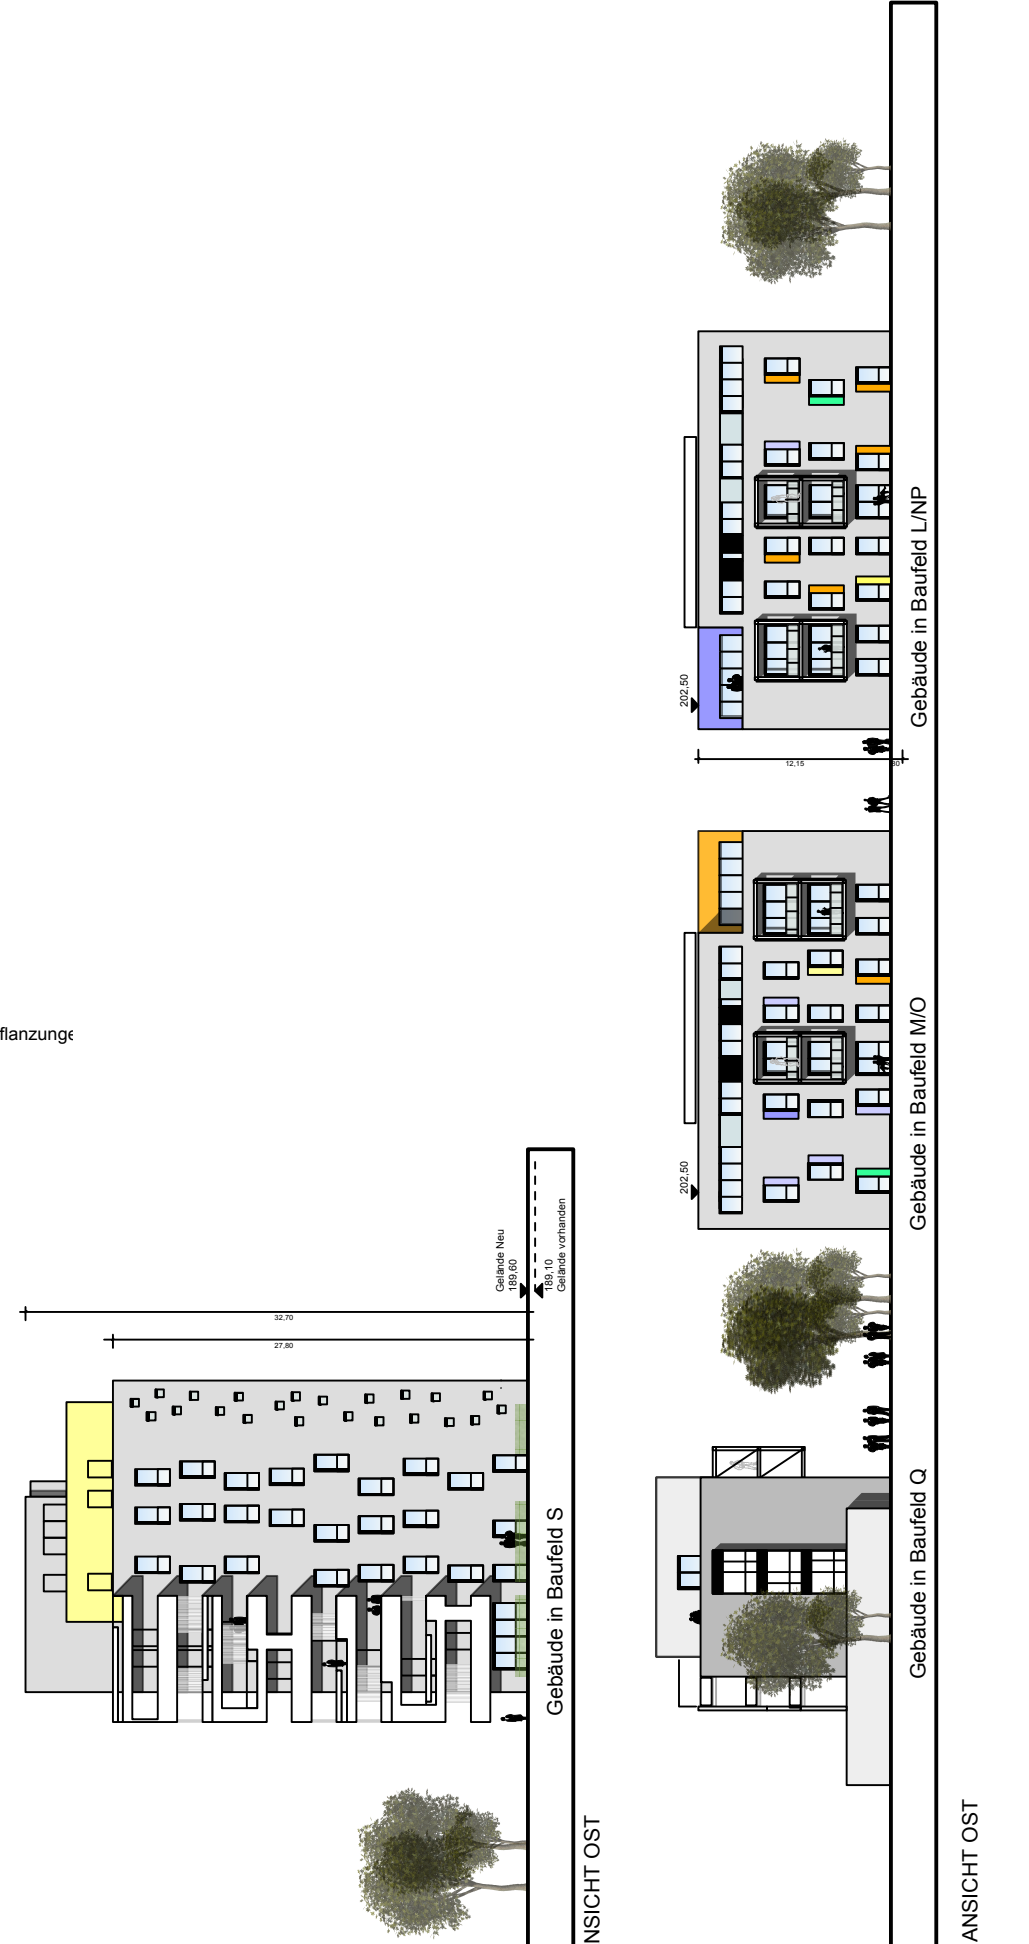 flanzunge
32,70
27,80
Gelände Neu
189,60
189,10
Gelände vorhanden
Gebäude in Baufeld S
NSICHT OST
202,50
12,15
202,50
Gebäude in Baufeld Q
Gebäude in Baufeld M/O
Gebäude in Baufeld L/NP
ANSICHT OST